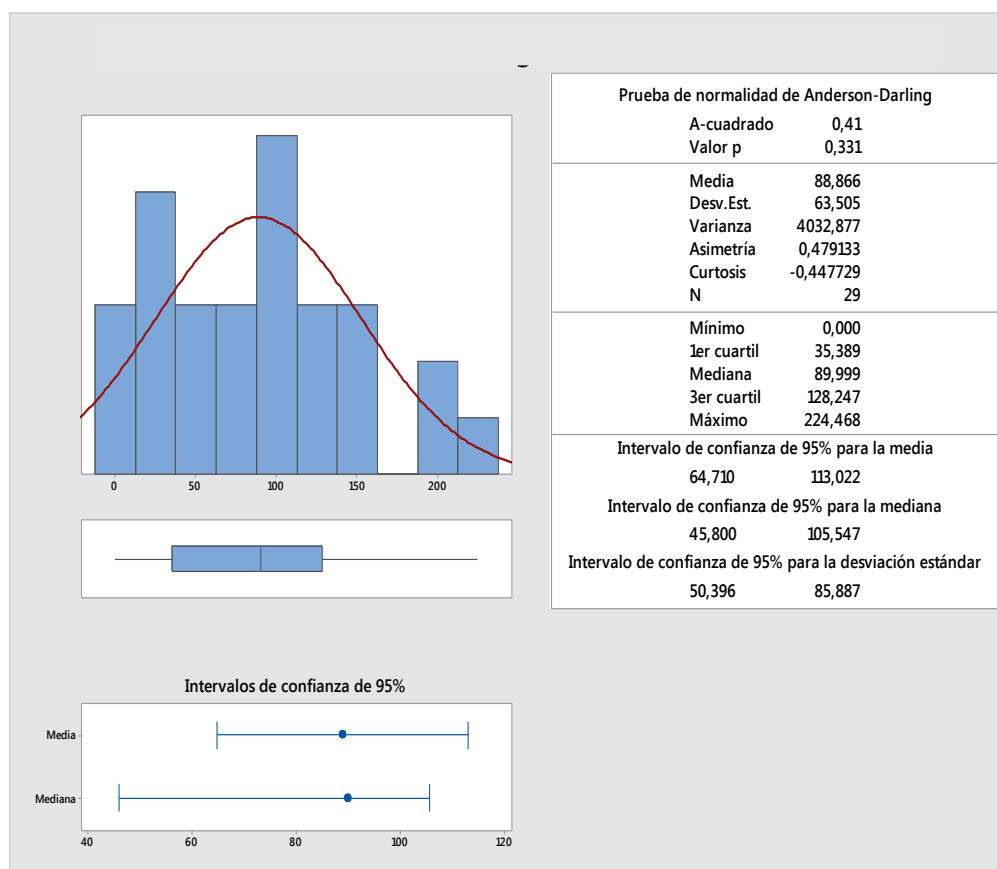 Prueba de normalidad de Anderson-Darling
A-cuadrado 0,41
Valor p 0,331
Media 88,866
Desv.Est. 63,505
Varianza 4032,877
Asimetría 0,479133
Curtosis -0,447729
N 29
Mínimo 0,000
1er cuartil 35,389
Mediana 89,999
3er cuartil 128,247
Máximo 224,468
Intervalo de confianza de 95% para la media
64,710 113,022
Intervalo de confianza de 95% para la mediana
45,800 105,547
Intervalo de confianza de 95% para la desviación estándar
50,396 85,887
0 50 100 150 200
Intervalos de confianza de 95%
Media
Mediana
40 60 80 100 120